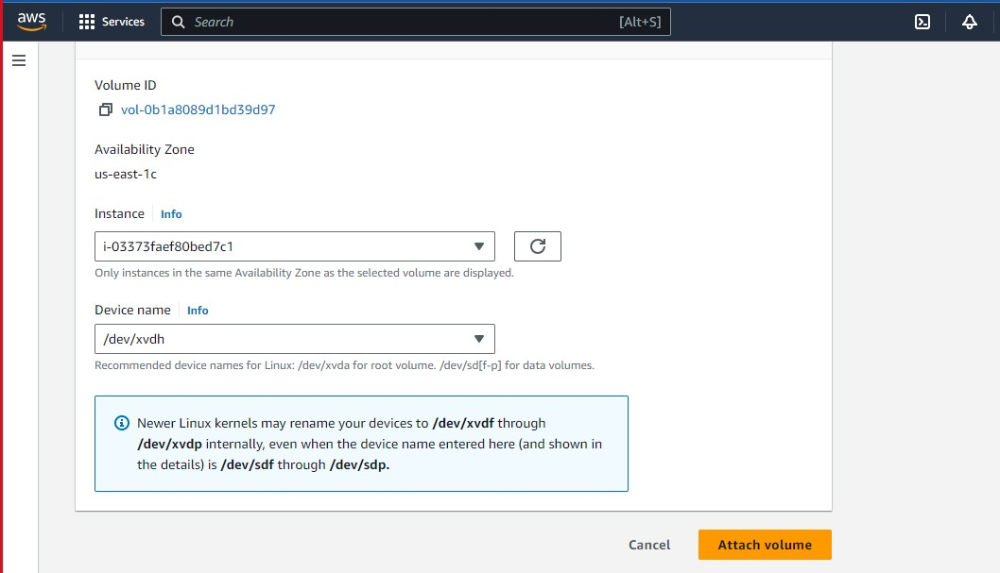 aws
Services
Search
[Alt+S]
Volume ID
vol-0b1a8089d1bd39d97
Availability Zone
us-east-1c
Instance Info
i-03373faef80bed7c1
Only instances in the same Availability Zone as the selected volume are displayed.
Device name Info
/dev/xvdh
Recommended device names for Linux: /dev/xvda for root volume. /dev/sd[f-p] for data volumes.
Newer Linux kernels may rename your devices to /dev/xvdf through
/dev/xvdp internally, even when the device name entered here (and shown in
the details) is /dev/sdf through /dev/sdp.
Cancel
Attach volume